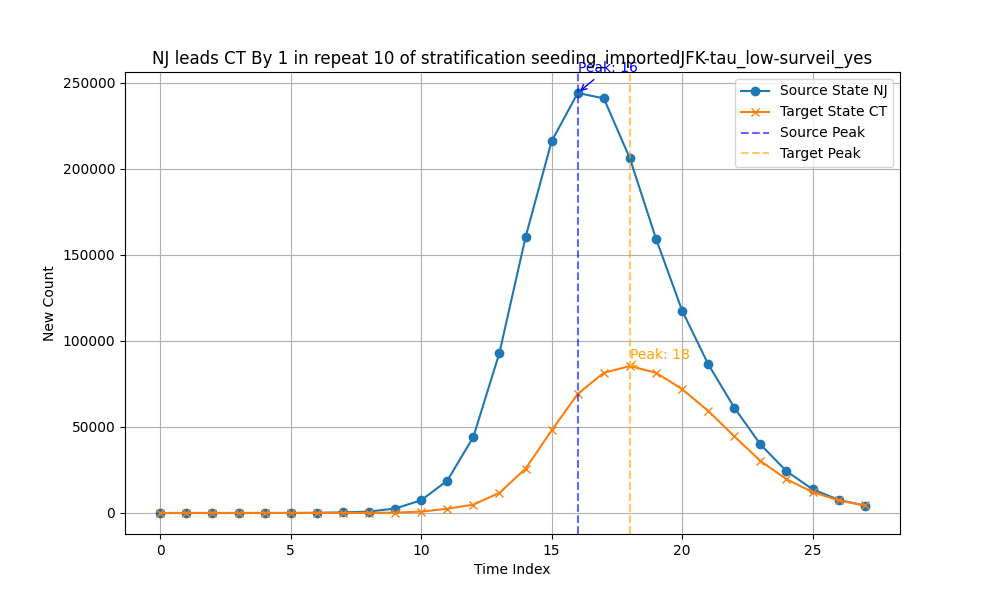 NJ leads CT By 1 in repeat 10 of stratification seeding_importedJFK-tau_low-surveil_yes
Peak: 16
Source State NJ
Target State CT
Source Peak
Target Peak
Peak: 18
250000
200000
150000
100000
50000
0
New Count
0 5 10 15 20 25
Time Index